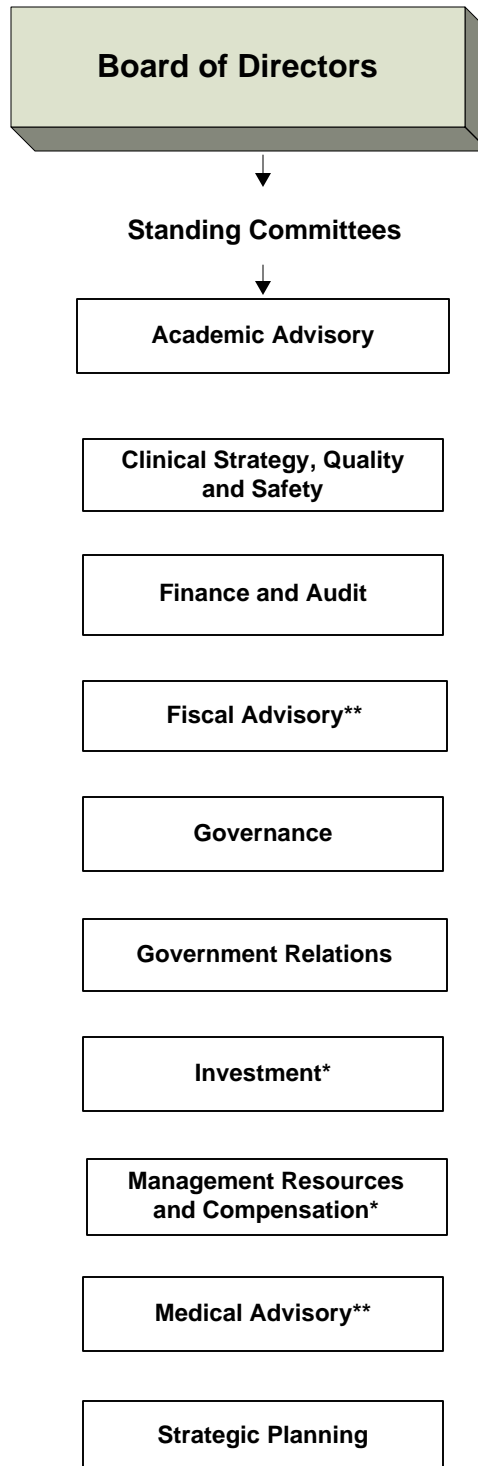 Board of Directors
Standing Committees
Academic Advisory
Clinical Strategy, Quality
and Safety
Finance and Audit
Fiscal Advisory**
Governance
Government Relations
Investment*
Management Resources
and Compensation*
Medical Advisory**
Strategic Planning